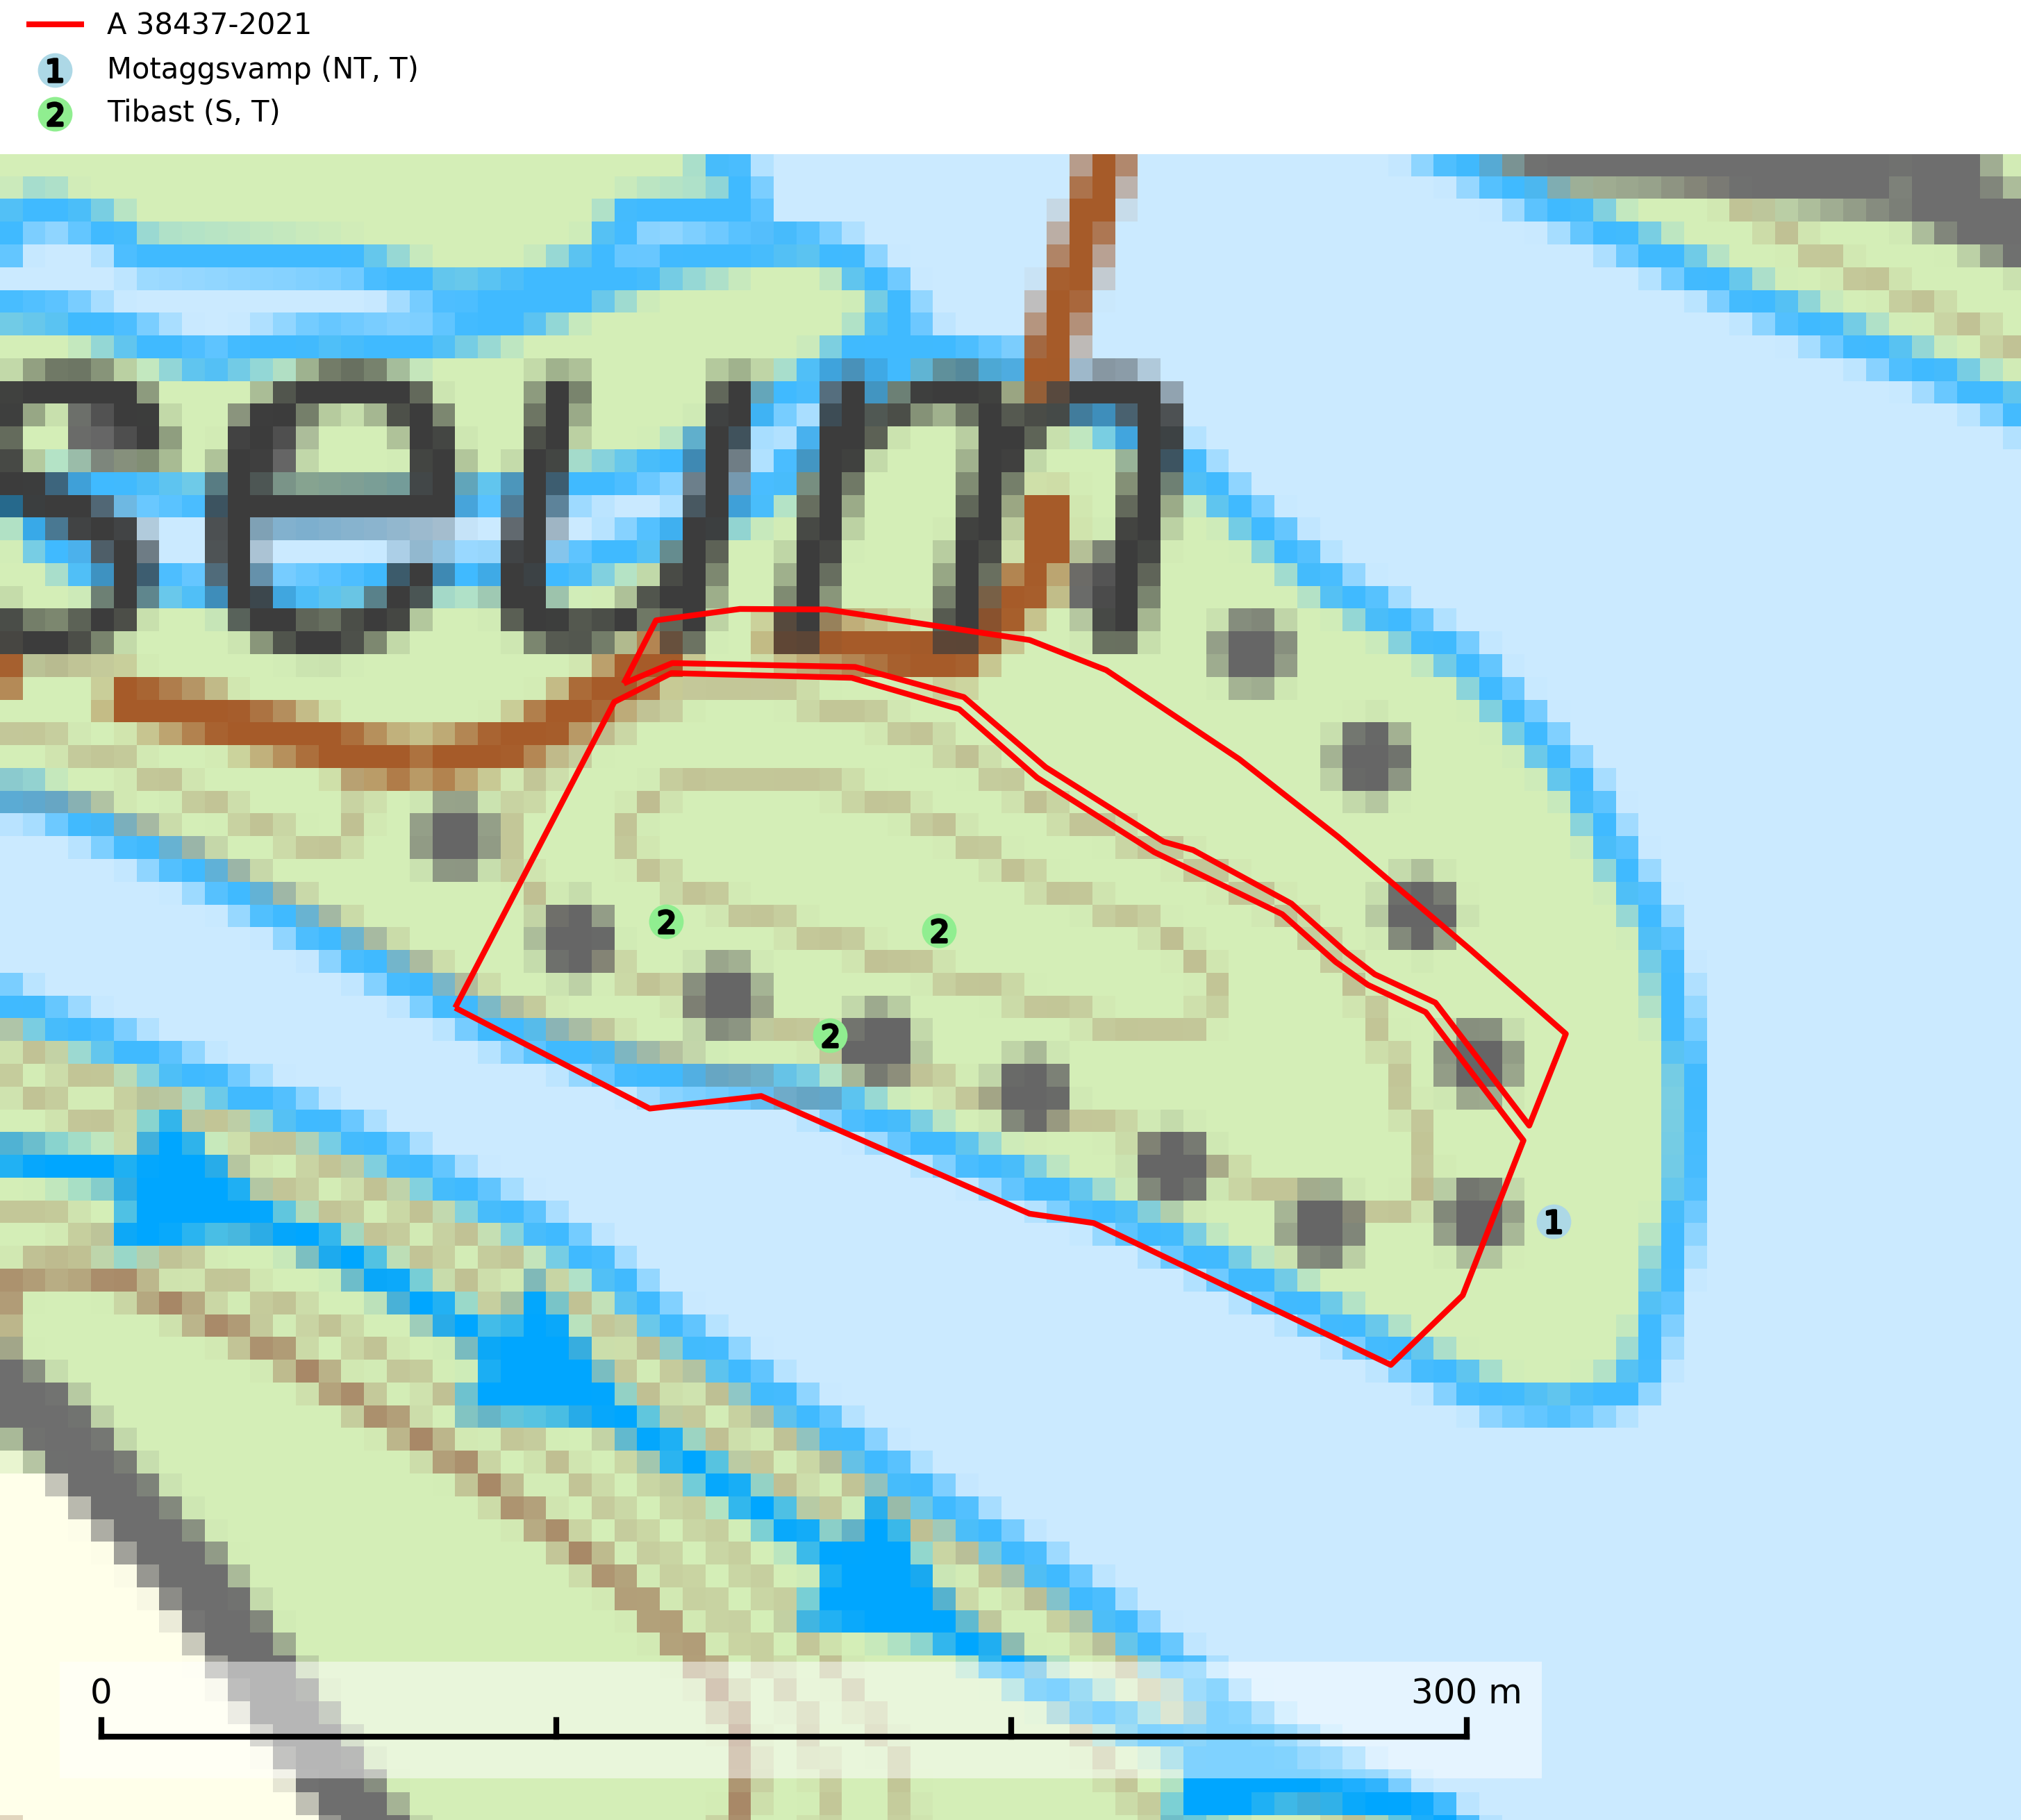 A 38437-2021
1 Motaggsvamp (NT, T)
2 Tibast (S, T)
2
2
2
1
0 300 m